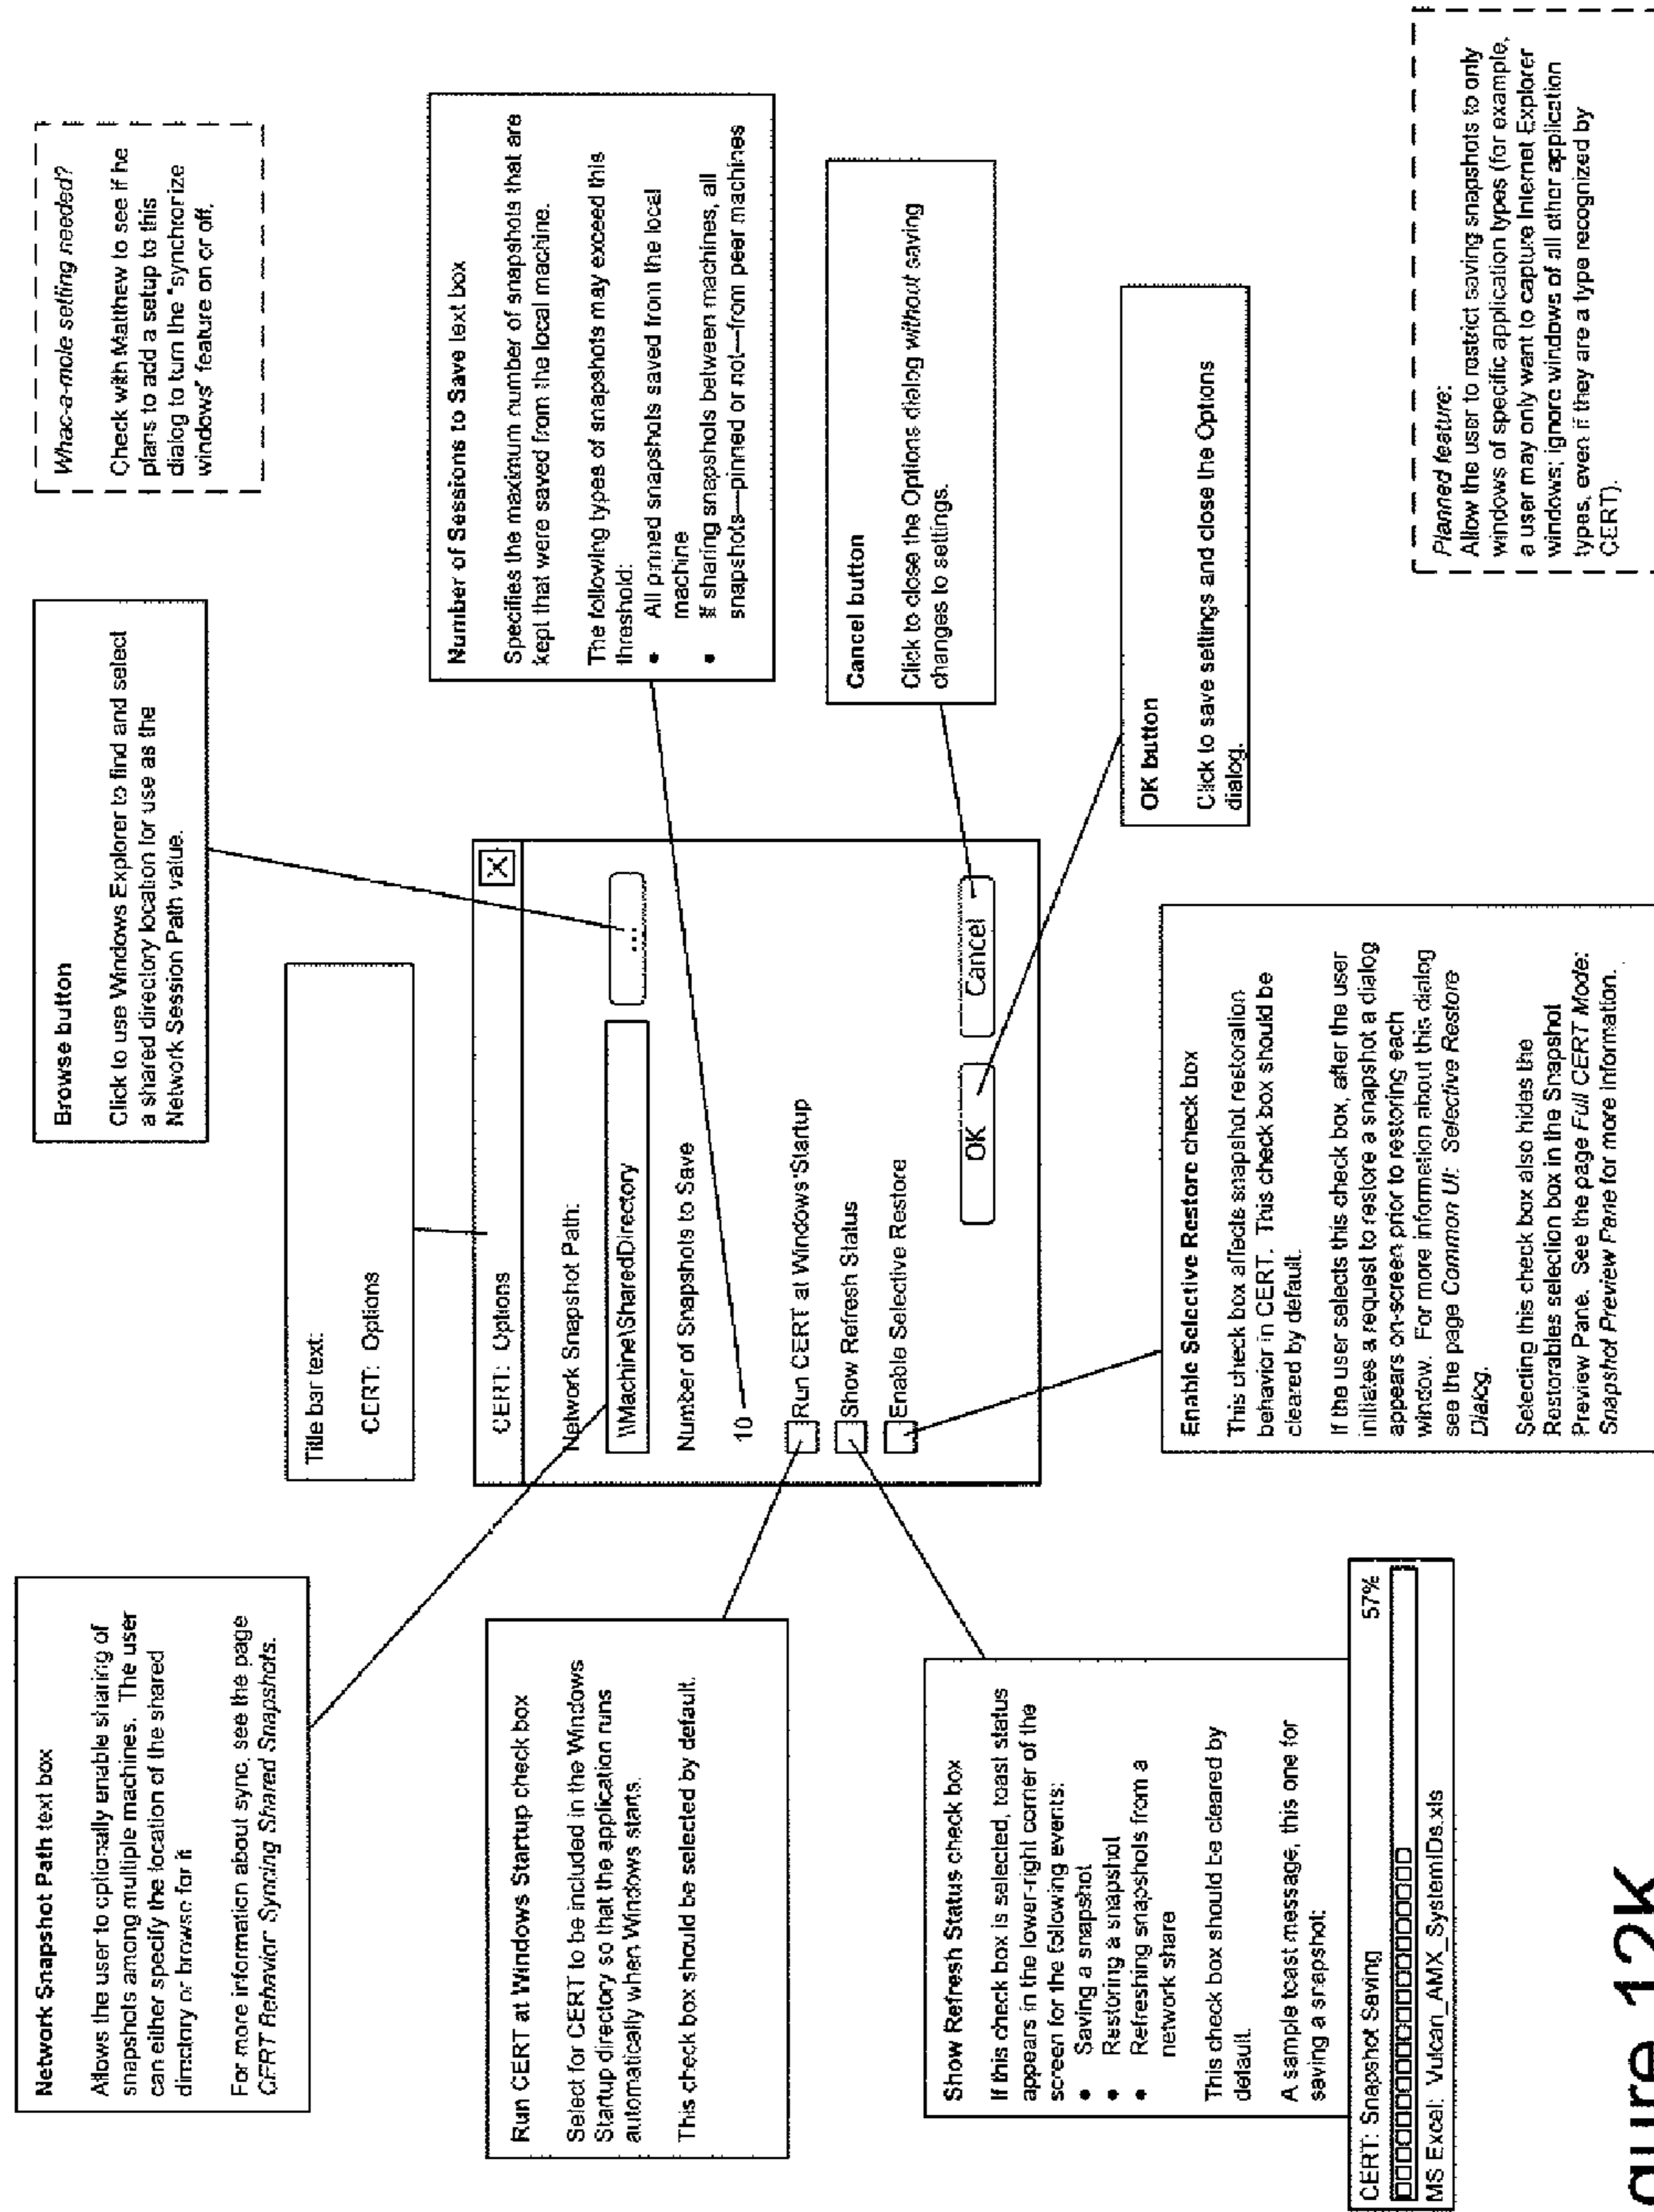 Network Snapshot Path text box
Allows the user to optionally enable sharing of
snapshots among multiple machines. The user
can either specify the location of the shared
directory or browse for it
For more information about sync, see the page
CERT Behavior: Syncing Shared Snapshots.
Run CERT at Windows Startup check box
Select for CERT to be included in the Windows
Startup directory so that the application runs
automatically when Windows starts.
This check box should be selected by default.
Show Refresh Status check box
If this check box is selected, toast status
appears in the lower-right corner of the
screen for the following events:
• Saving a snapshot
• Restoring a snapshot
• Refreshing snapshots from a
network share
This check box should be cleared by
default.
A sample toast message, this one for
saving a snapshot:
CERT: Snapshot Saving 57%
MS Excel: Vulcan_AMX_SystemIDs.xls
Title bar text:
CERT: Options
CERT: Options X
Network Snapshot Path:
\\Machine\SharedDirectory ...
Number of Snapshots to Save
10
Run CERT at Windows Startup
Show Refresh Status
Enable Selective Restore
OK Cancel
Enable Selective Restore check box
This check box affects snapshot restoration
behavior in CERT. This check box should be
cleared by default.
If the user selects this check box, after the user
initiates a request to restore a snapshot a dialog
appears on-screen prior to restoring each
window. For more information about this dialog
see the page Common UI: Selective Restore
Dialog.
Selecting this check box also hides the
Restorables selection box in the Snapshot
Preview Pane. See the page Full CERT Mode:
Snapshot Preview Pane for more information.
Browse button
Click to use Windows Explorer to find and select
a shared directory location for use as the
Network Session Path value.
Whac-a-mole setting needed?
Check with Matthew to see if he
plans to add a setup to this
dialog to turn the "synchronize
windows" feature on or off.
Number of Sessions to Save text box
Specifies the maximum number of snapshots that are
kept that were saved from the local machine.
The following types of snapshots may exceed this
threshold:
• All pinned snapshots saved from the local
machine
• If sharing snapshots between machines, all
snapshots—pinned or not—from peer machines
Cancel button
Click to close the Options dialog without saving
changes to settings.
OK button
Click to save settings and close the Options
dialog.
Planned feature:
Allow the user to restrict saving snapshots to only
windows of specific application types (for example,
a user may only want to capture Internet Explorer
windows; ignore windows of all other application
types, even if they are a type recognized by
CERT).
gure 12K